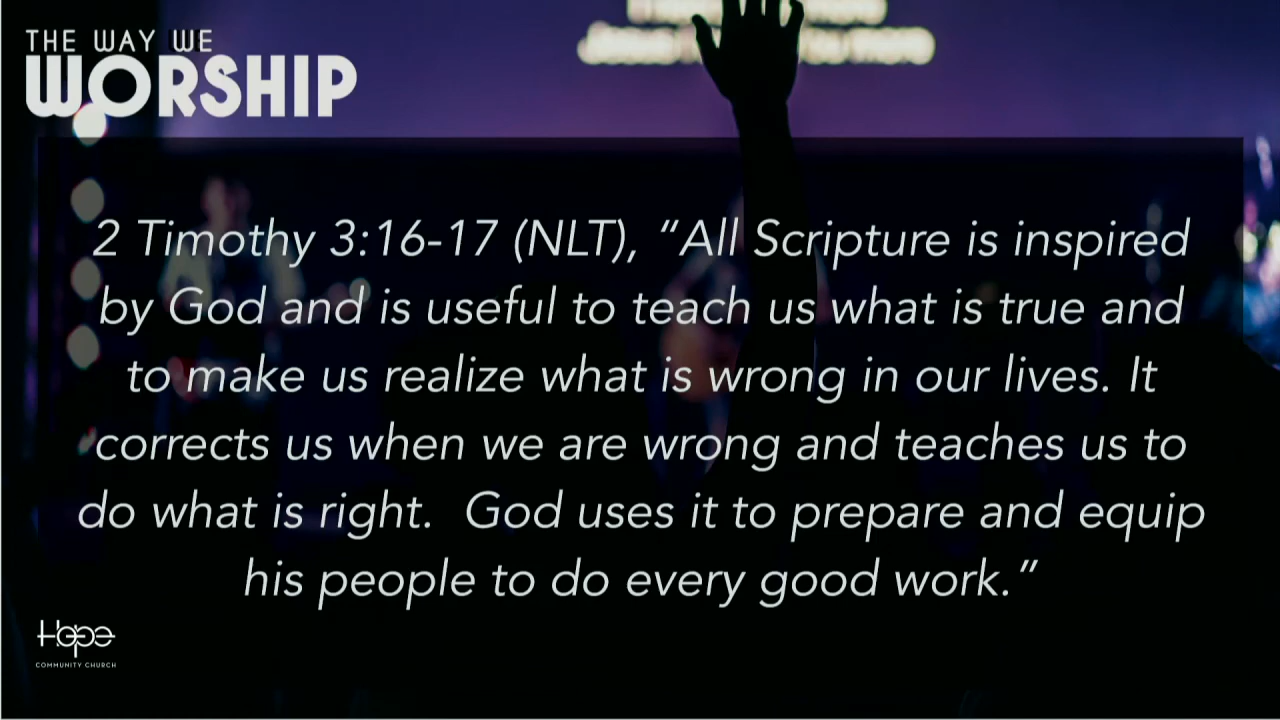 THE WAY WE
WORSHIP
Jesus
more
2 Timothy 3:16-17 (NLT), “All Scripture is inspired
by God and is useful to teach us what is true and
to make us realize what is wrong in our lives. It
corrects us when we are wrong and teaches us to
do what is right.  God uses it to prepare and equip
his people to do every good work.”
Hope
COMMUNITY CHURCH